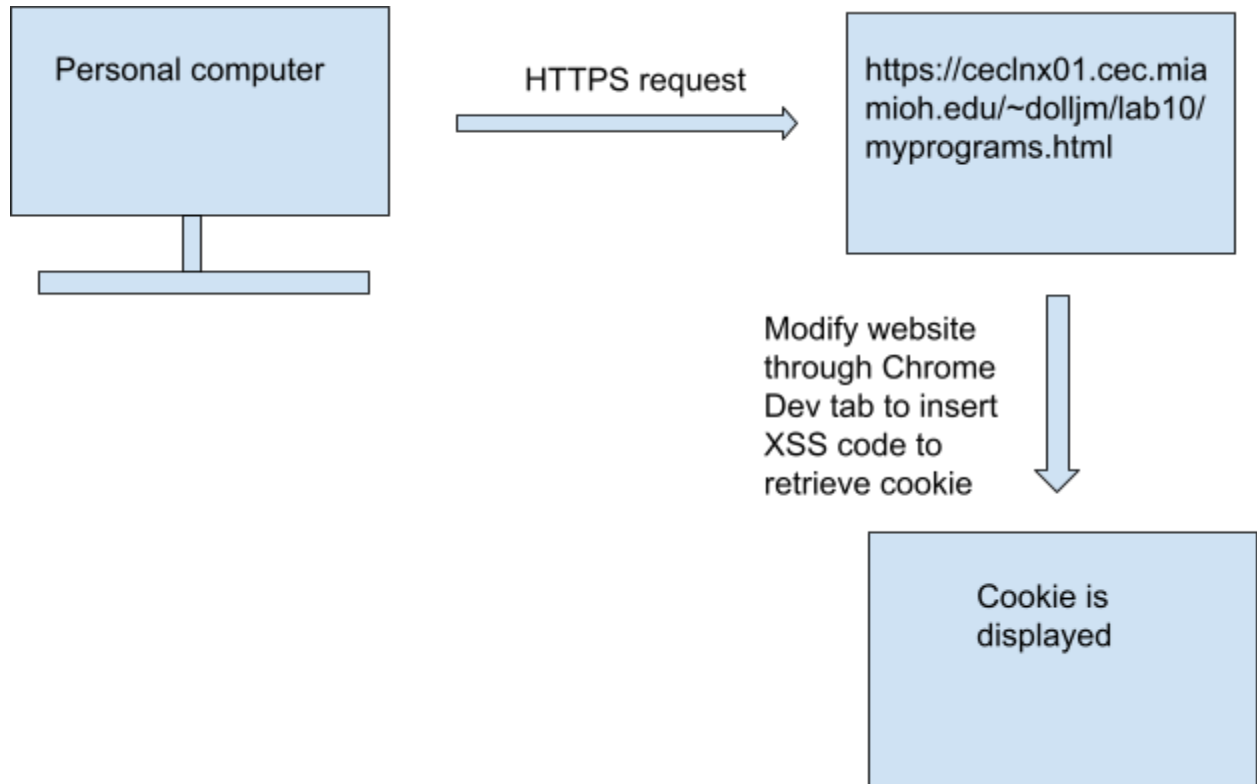 Personal computer
HTTPS request
https://ceclnx01.cec.mia
mioh.edu/~dolljm/lab10/
myprograms.html
Modify website
through Chrome
Dev tab to insert
XSS code to
retrieve cookie
Cookie is
displayed